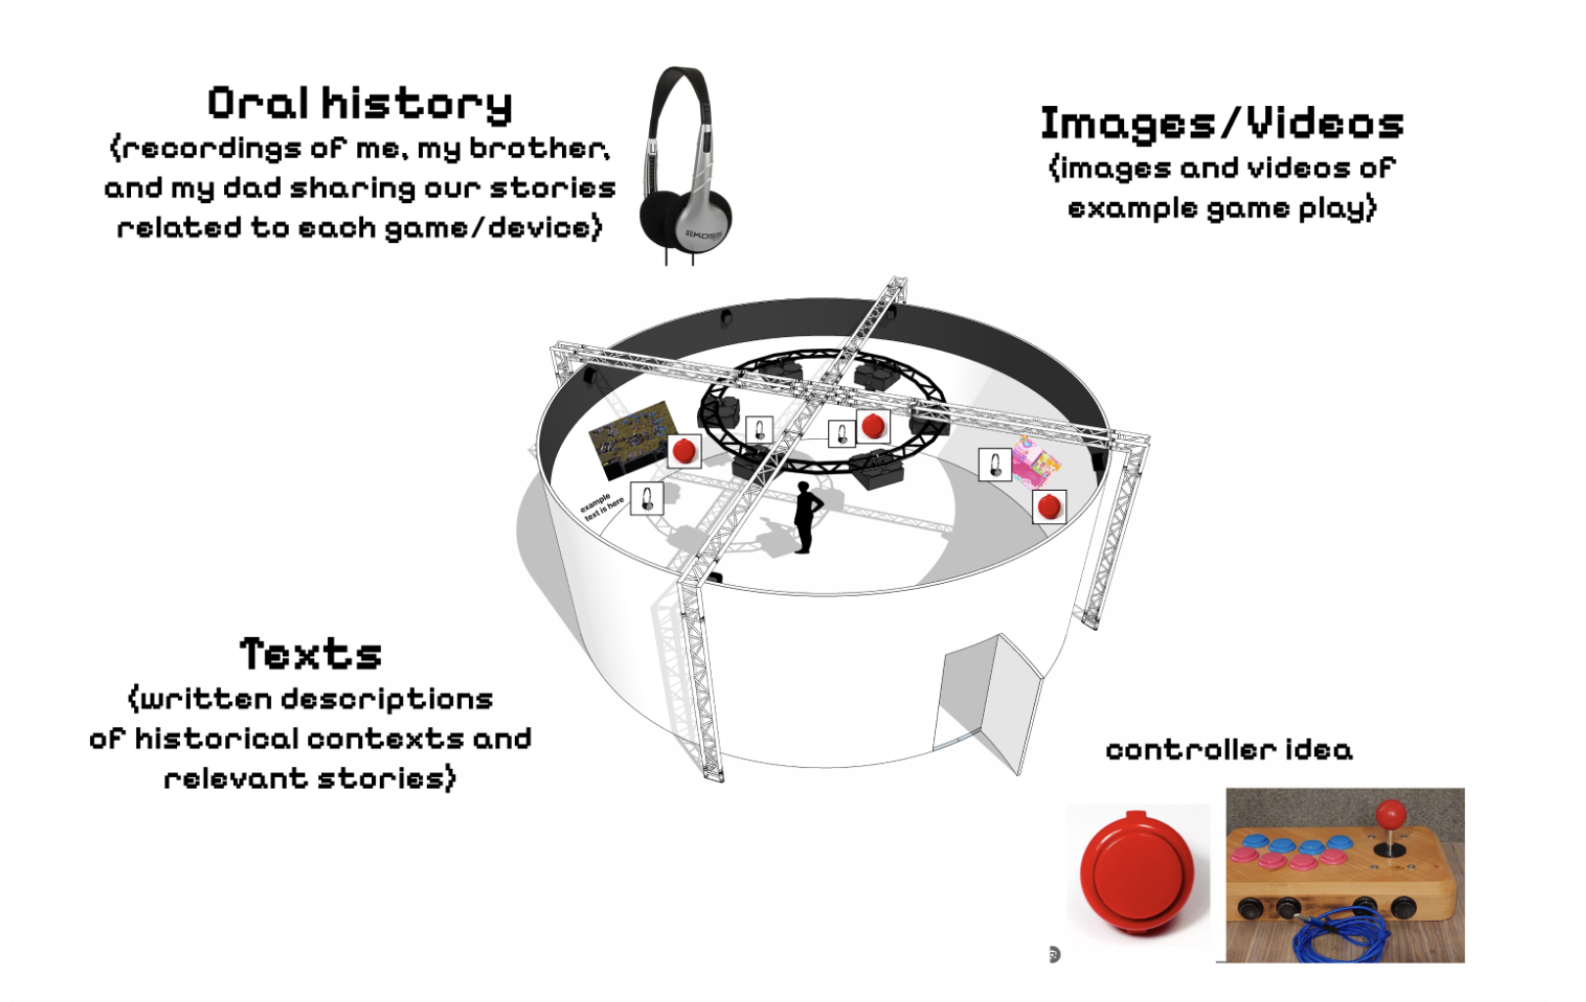 Oral history
{recordings of me, my brother,
and my dad sharing our stories
related to each game/device}
KOSS
Images/Videos
{images and videos of
example game play}
example
text is here
Texts
{written descriptions
of historical contexts and
relevant stories}
controller idea